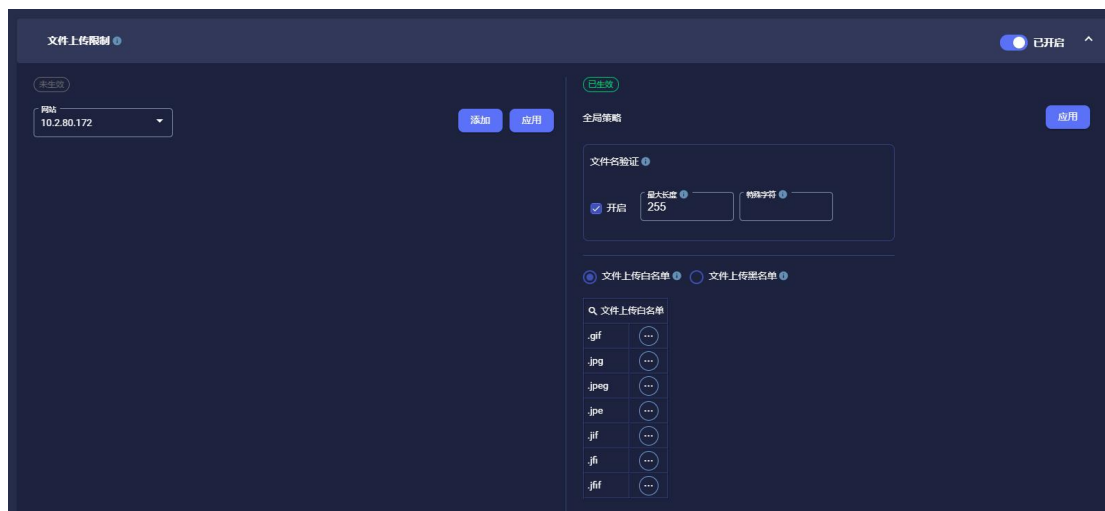 文件上传限制
已开启
未生效
网站
10.2.80.172
添加
应用
已生效
全局策略
应用
文件名验证
开启
最大长度
255
特殊字符
文件上传白名单
文件上传黑名单
文件上传白名单
.gif
.jpg
.jpeg
.jpe
.jif
.jfi
.jfif